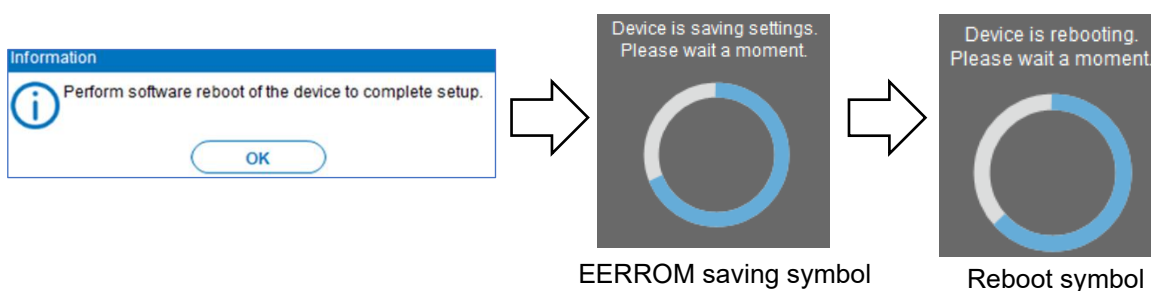 Information
Perform software reboot of the device to complete setup.
OK
Device is saving settings.
Please wait a moment.
EERROM saving symbol
Device is rebooting.
Please wait a moment.
Reboot symbol